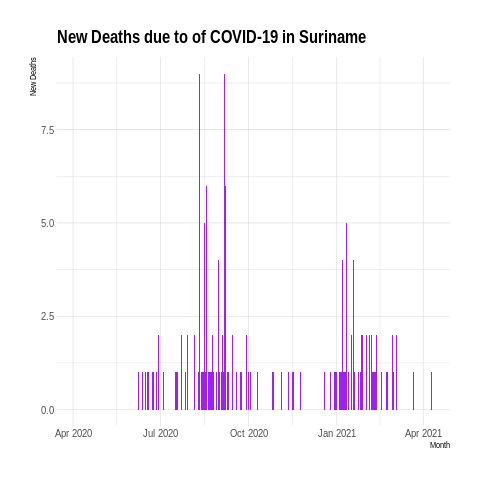 New Deaths due to of COVID-19 in Suriname
New Deaths
7.5
5.0
2.5
0.0
Apr 2020 Jul 2020 Oct 2020 Jan 2021 Apr 2021
Month